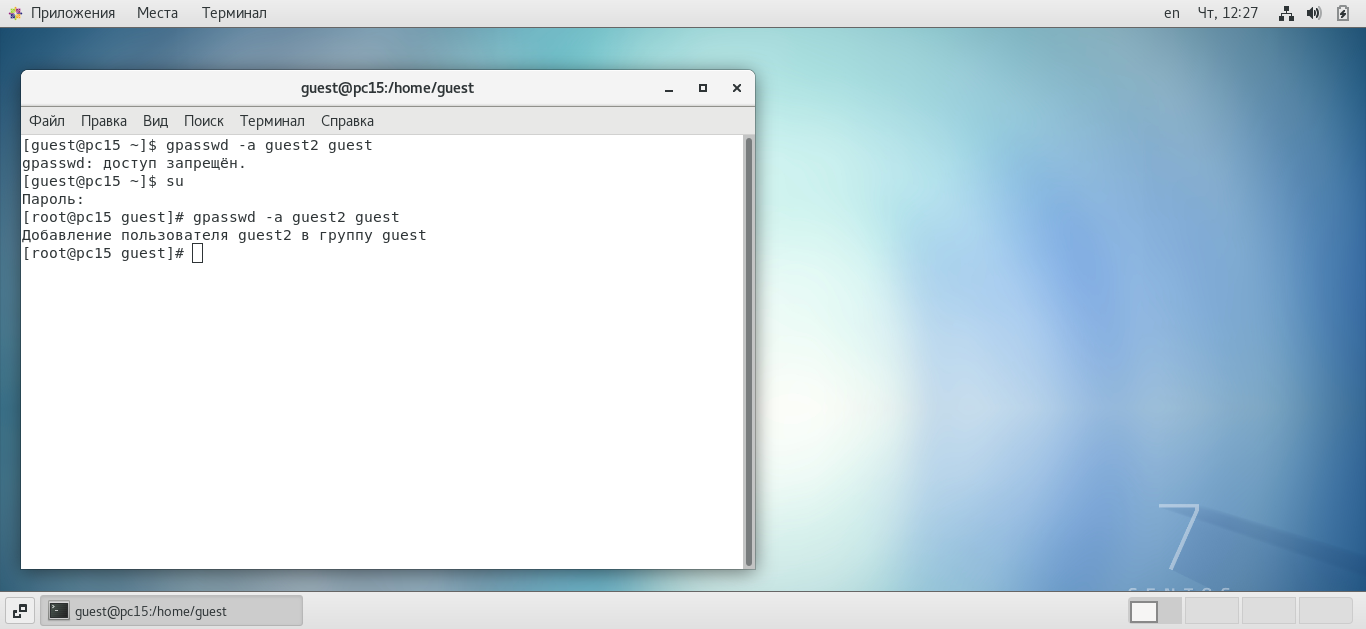 Приложения Места Терминал en Чт, 12:27
guest@pc15:/home/guest
Файл Правка Вид Поиск Терминал Справка
[guest@pc15 ~]$ gpasswd -a guest2 guest
gpasswd: доступ запрещён.
[guest@pc15 ~]$ su
Пароль:
[root@pc15 guest]# gpasswd -a guest2 guest
Добавление пользователя guest2 в группу guest
[root@pc15 guest]#
7
CENTOS
guest@pc15:/home/guest